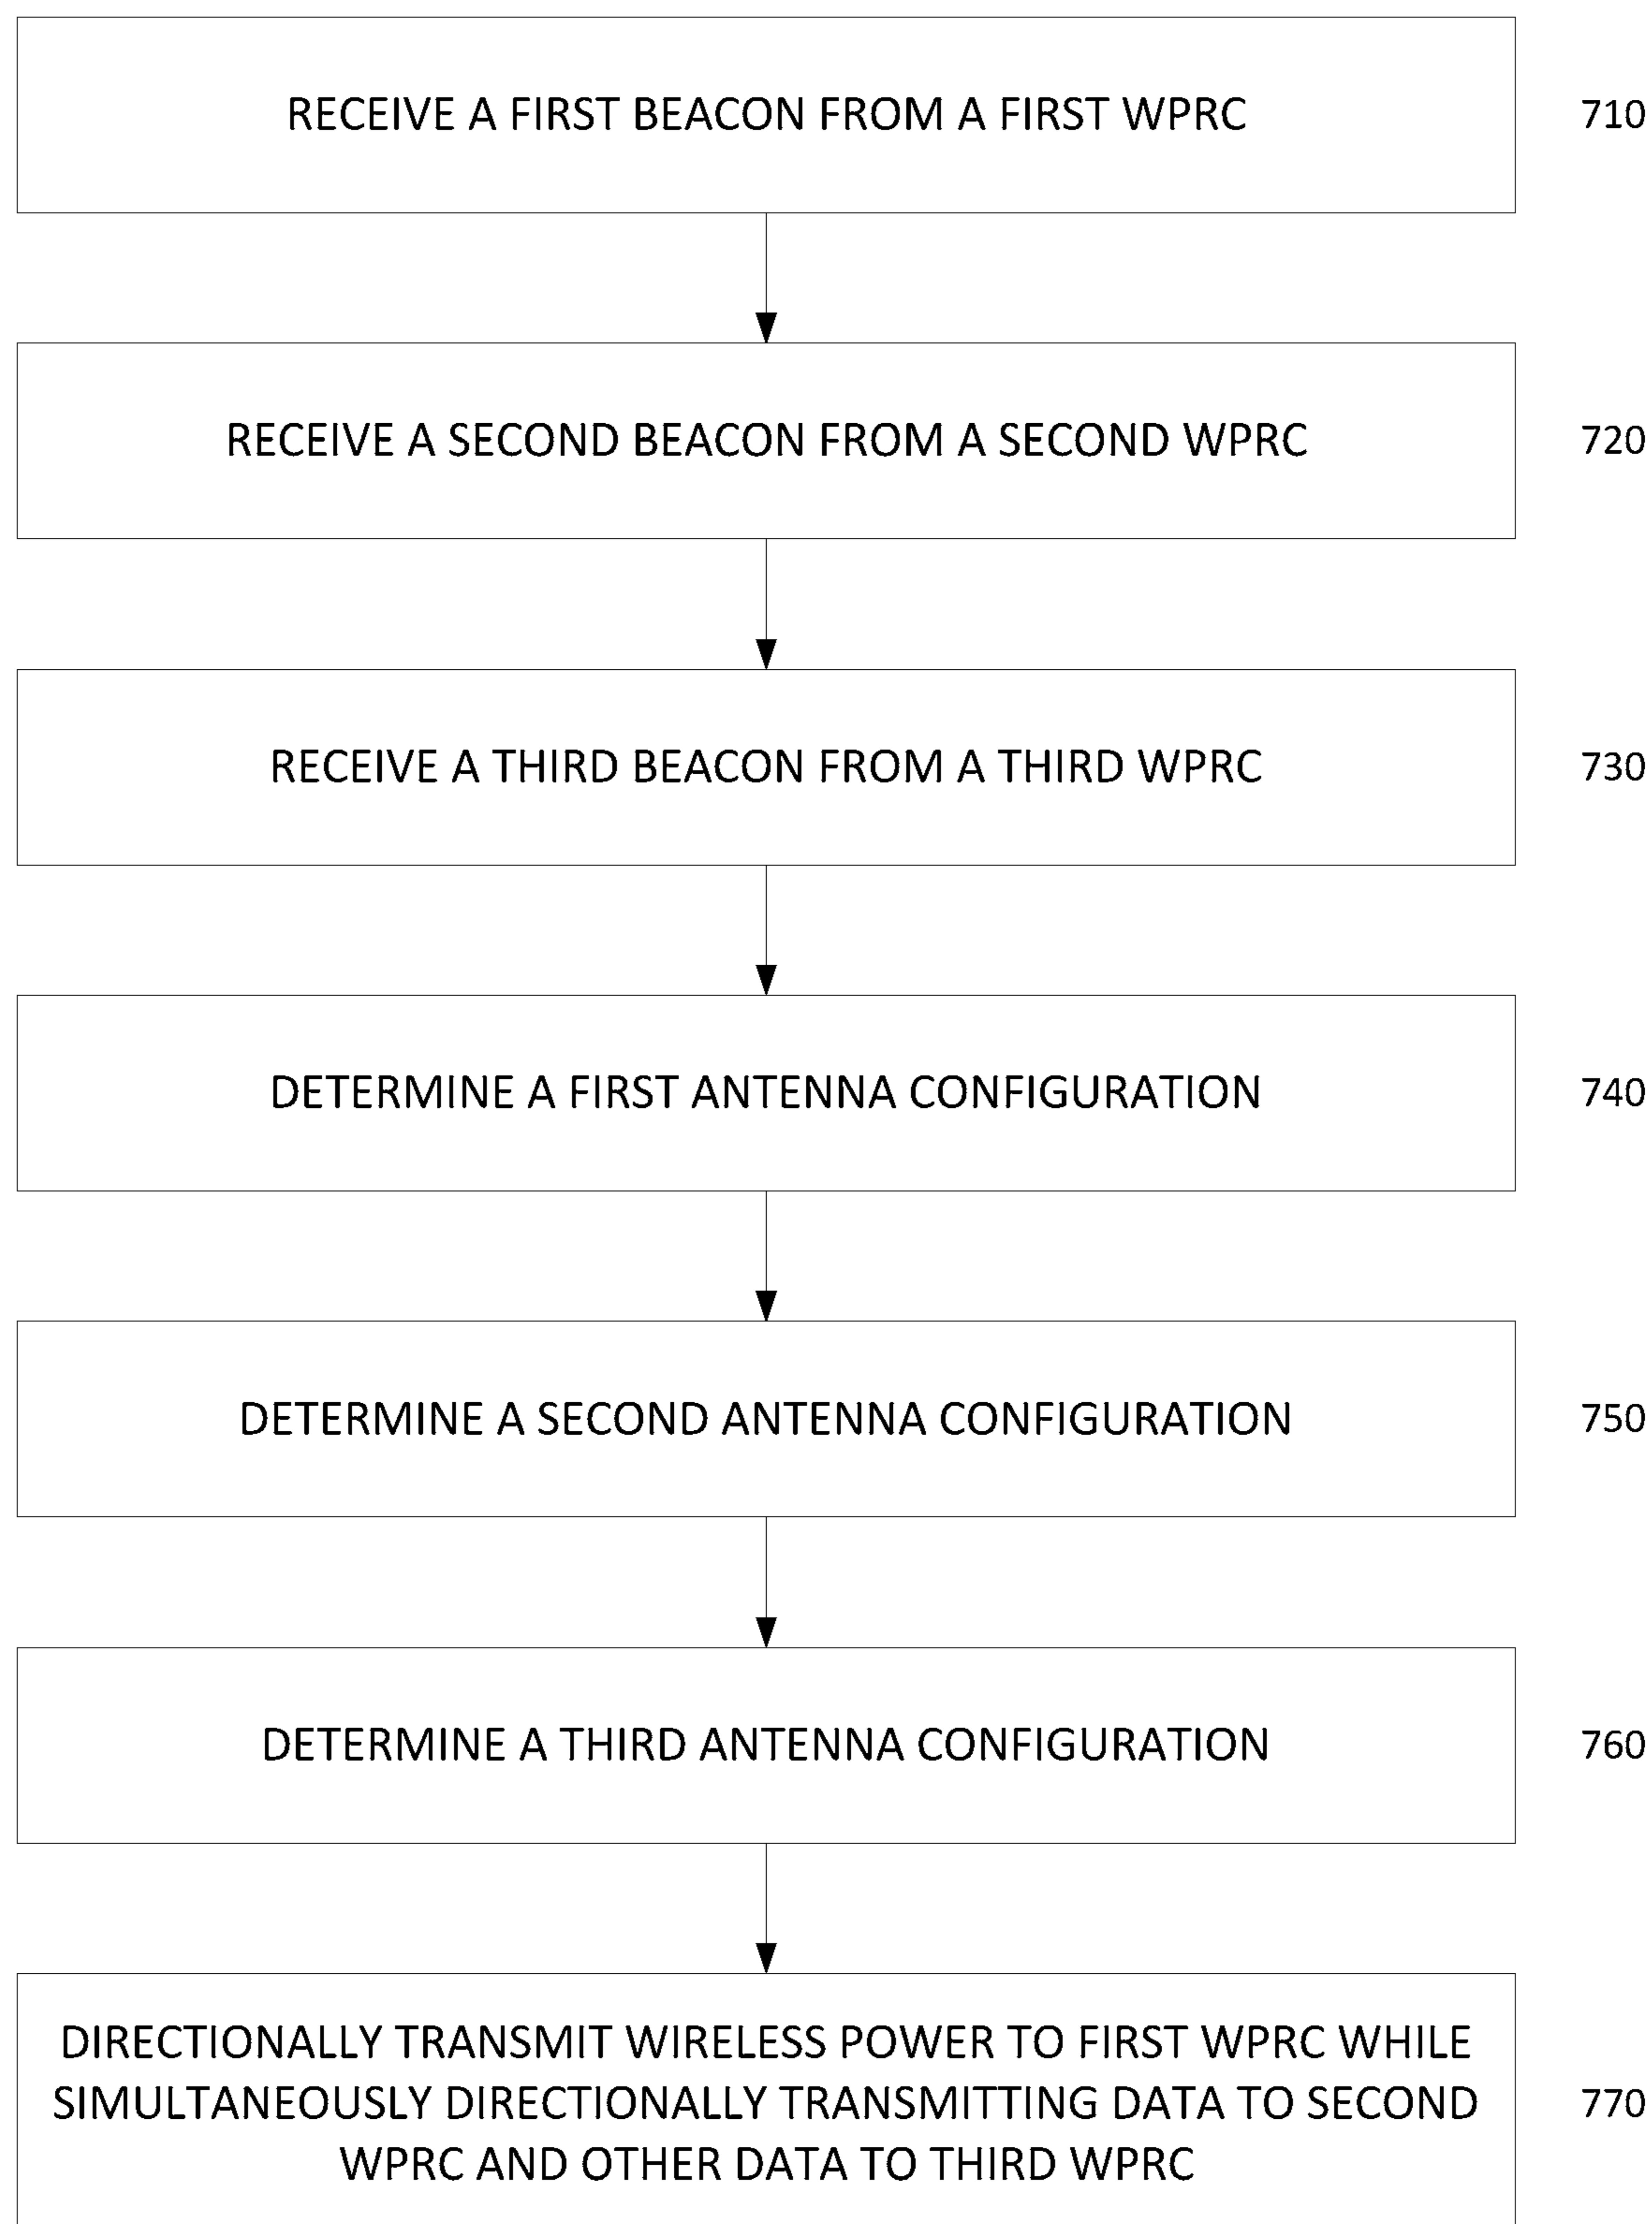 RECEIVE A FIRST BEACON FROM A FIRST WPRC
710
RECEIVE A SECOND BEACON FROM A SECOND WPRC
720
RECEIVE A THIRD BEACON FROM A THIRD WPRC
730
DETERMINE A FIRST ANTENNA CONFIGURATION
740
DETERMINE A SECOND ANTENNA CONFIGURATION
750
DETERMINE A THIRD ANTENNA CONFIGURATION
760
DIRECTIONALLY TRANSMIT WIRELESS POWER TO FIRST WPRC WHILE
SIMULTANEOUSLY DIRECTIONALLY TRANSMITTING DATA TO SECOND
WPRC AND OTHER DATA TO THIRD WPRC
770